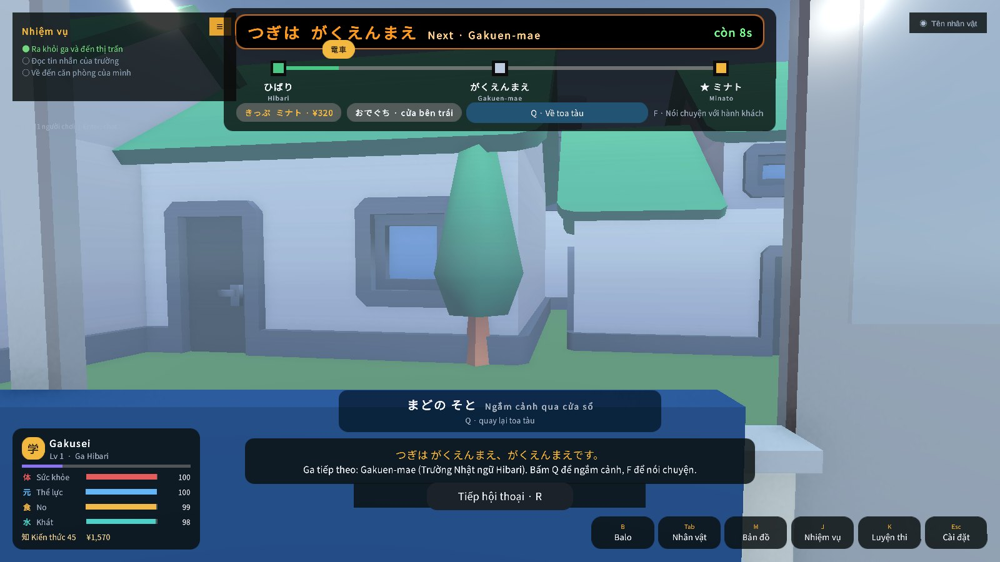 Nhiệm vụ
≡
Ra khỏi ga và đến thị trấn
Đọc tin nhắn của trường
Về đến căn phòng của mình
1 người chơi
つぎは がくえんまえ Next · Gakuen-mae
còn 8s
電車
ひばり
Hibari
がくえんまえ
Gakuen-mae
★ ミナト
Minato
きっぷ ミナト · ¥320
おでぐち · cửa bên trái
Q · Về toa tàu
F · Nói chuyện với hành khách
◉ Tên nhân vật
まどの そと Ngắm cảnh qua cửa sổ
Q · quay lại toa tàu
つぎは がくえんまえ、がくえんまえです。
Ga tiếp theo: Gakuen-mae (Trường Nhật ngữ Hibari). Bấm Q để ngắm cảnh, F để nói chuyện.
Tiếp hội thoại · R
学
Gakusei
Lv 1 · Ga Hibari
体 Sức khỏe 100
元 Thể lực 100
食 No 99
水 Khát 98
知 Kiến thức 45 ¥1,570
B
Balo
Tab
Nhân vật
M
Bản đồ
J
Nhiệm vụ
K
Luyện thi
Esc
Cài đặt